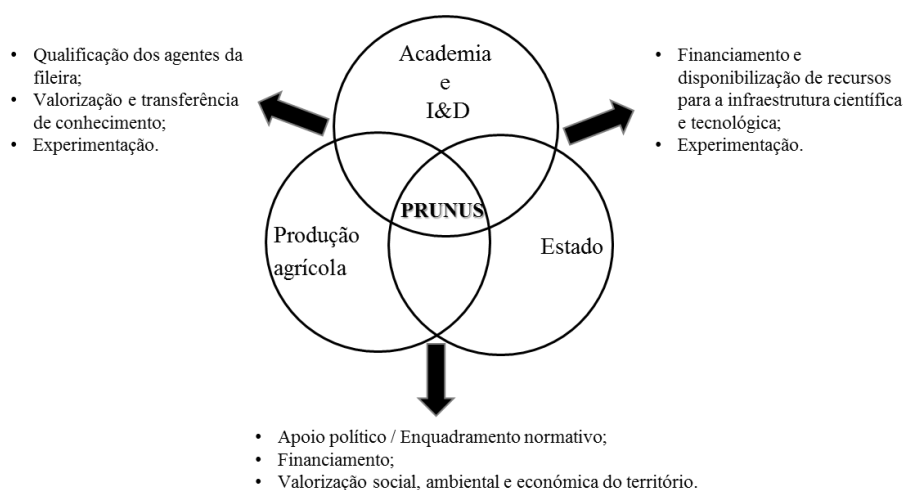 • Qualificação dos agentes da
fileira;
• Valorização e transferência
de conhecimento;
• Experimentação.
Academia
e
I&D
• Financiamento e
disponibilização de recursos
para a infraestrutura científica
e tecnológica;
• Experimentação.
PRUNUS
Produção
agrícola
Estado
• Apoio político / Enquadramento normativo;
• Financiamento;
• Valorização social, ambiental e económica do território.